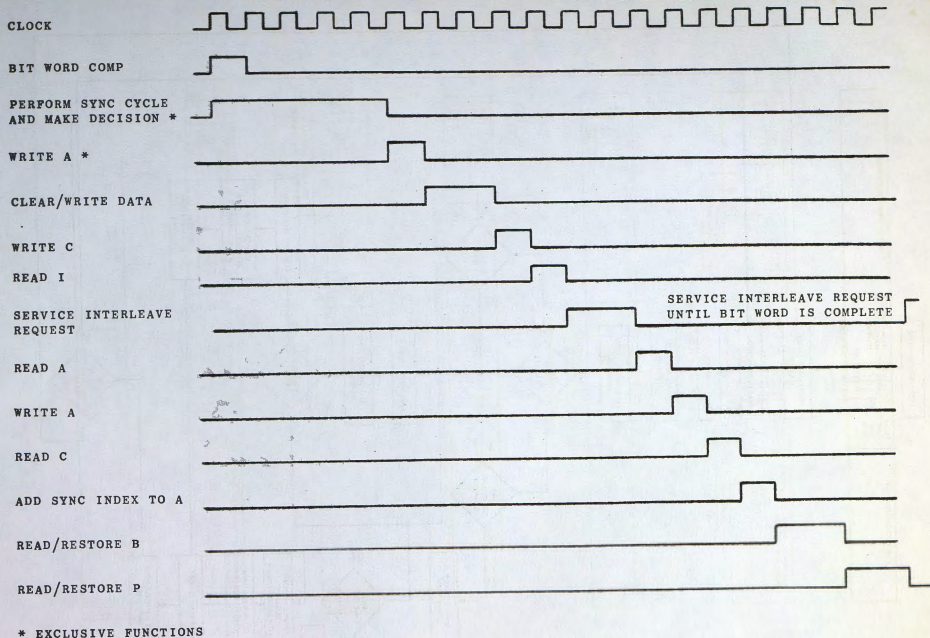 CLOCK
BIT WORD COMP
PERFORM SYNC CYCLE
AND MAKE DECISION *
WRITE A *
CLEAR/WRITE DATA
WRITE C
READ I
SERVICE INTERLEAVE
REQUEST
SERVICE INTERLEAVE REQUEST
UNTIL BIT WORD IS COMPLETE
READ A
WRITE A
READ C
ADD SYNC INDEX TO A
READ/RESTORE B
READ/RESTORE P
* EXCLUSIVE FUNCTIONS